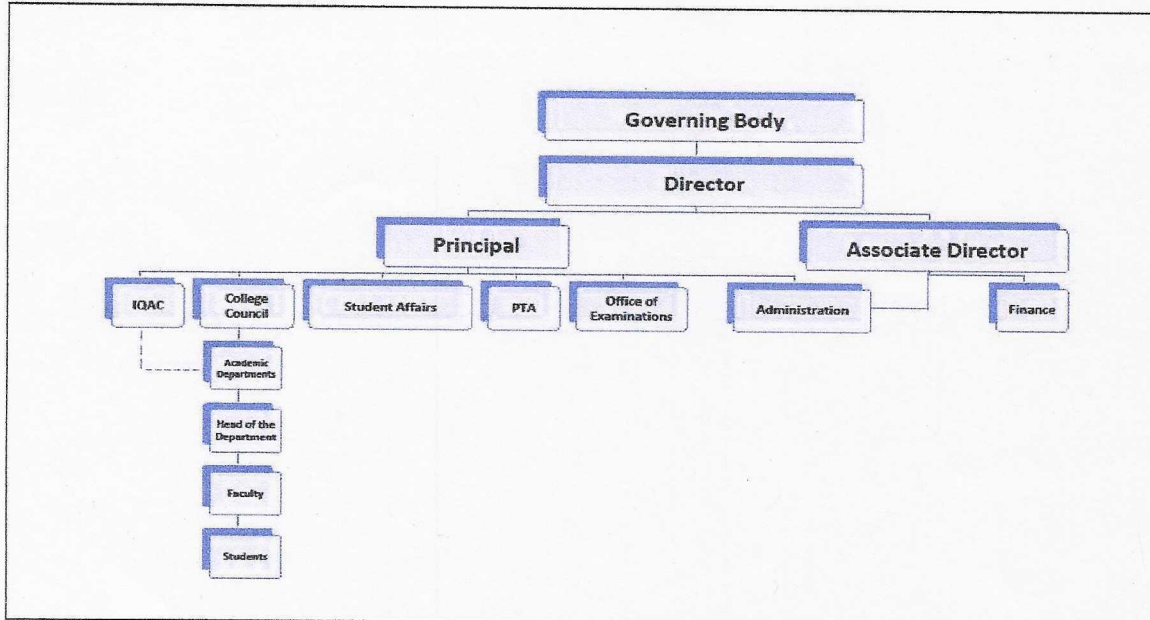 Governing Body
Director
Principal
Associate Director
IQAC
College
Council
Student Affairs
PTA
Office of
Examinations
Administration
Finance
Academic
Departments
Head of the
Department
Faculty
Students